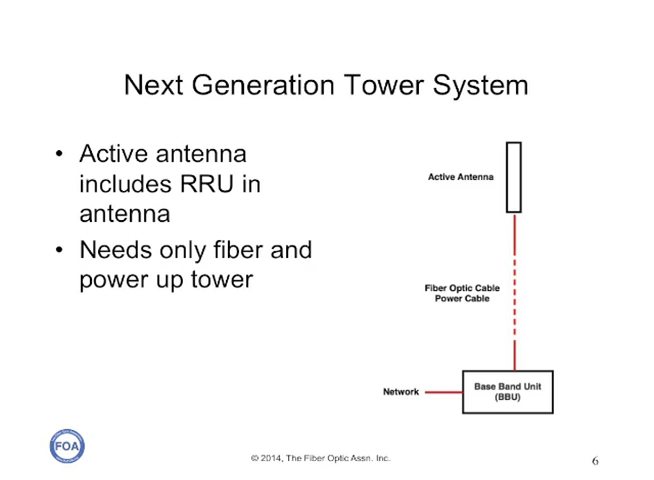 Next Generation Tower System
• Active antenna
includes RRU in
antenna
• Needs only fiber and
power up tower
Active Antenna
Fiber Optic Cable
Power Cable
Network
Base Band Unit
(BBU)
FOA
© 2014, The Fiber Optic Assn. Inc.
6